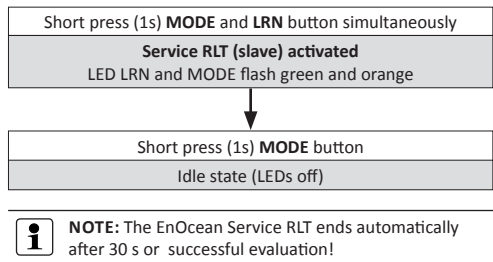 Short press (1s) MODE and LRN button simultaneously
Service RLT (slave) activated
LED LRN and MODE flash green and orange
Short press (1s) MODE button
Idle state (LEDs off)
NOTE: The EnOcean Service RLT ends automatically
after 30 s or successful evaluation!